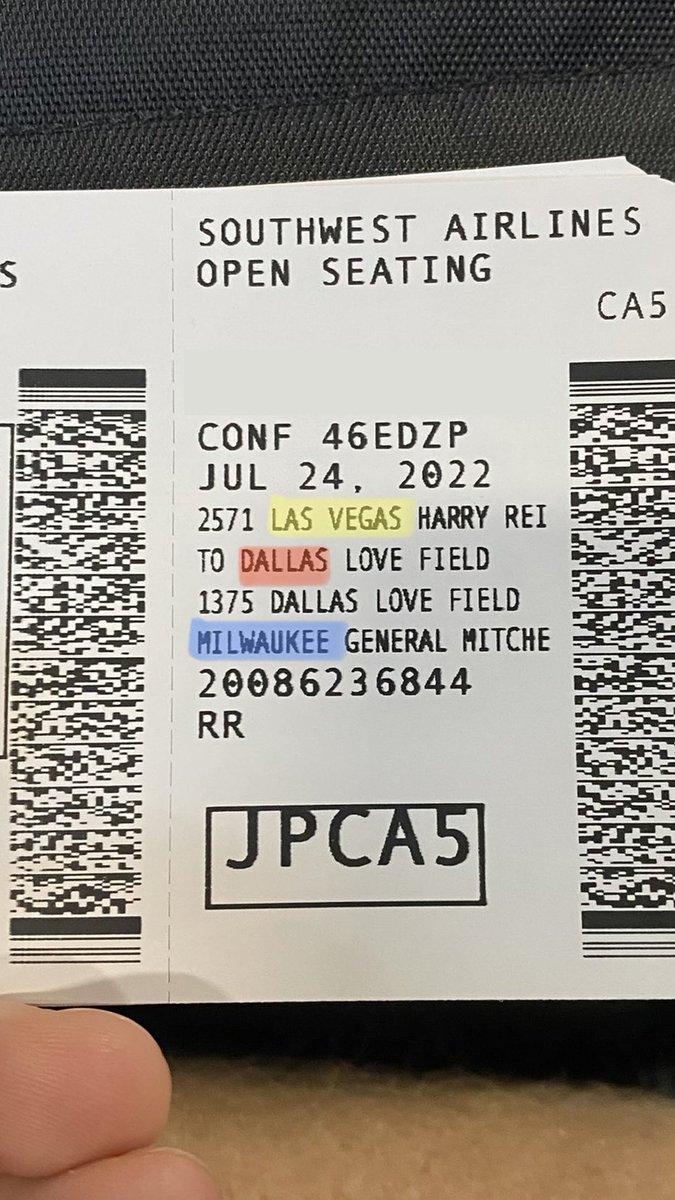 SOUTHWEST AIRLINES
OPEN SEATING
S
CA5
CONF 46EDZP
JUL 24, 2022
2571 LAS VEGAS HARRY REI
TO DALLAS LOVE FIELD
1375 DALLAS LOVE FIELD
MILWAUKEE GENERAL MITCHE
20086236844
RR
JPCA5